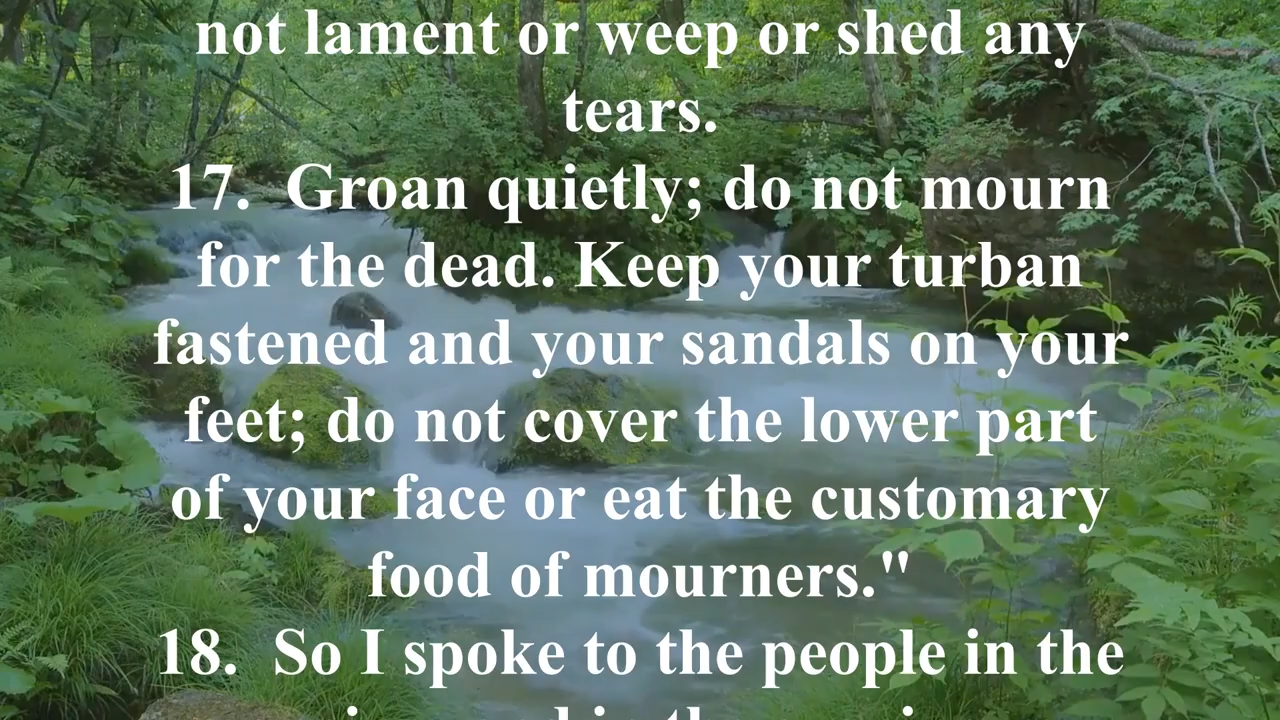 not lament or weep or shed any
tears.
17.  Groan quietly; do not mourn
for the dead. Keep your turban
fastened and your sandals on your
feet; do not cover the lower part
of your face or eat the customary
food of mourners."
18.  So I spoke to the people in the